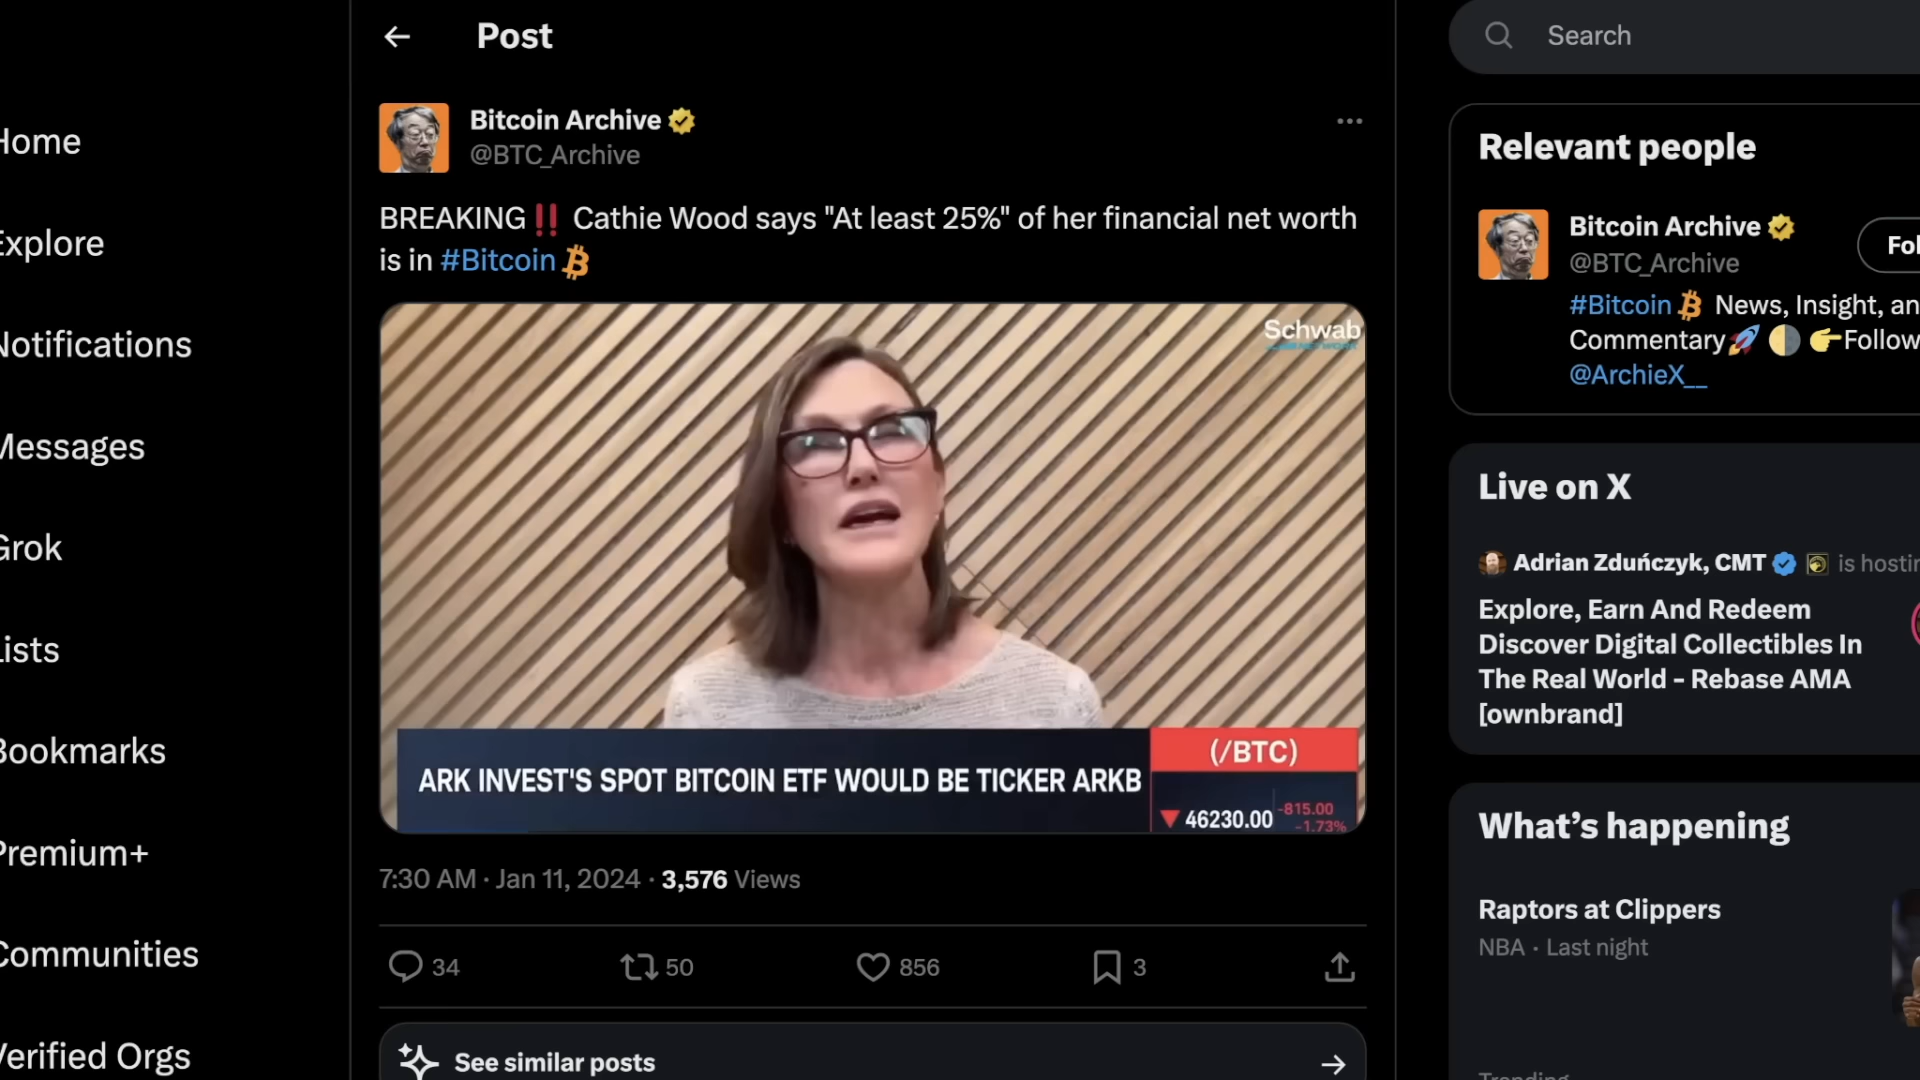 Post
Search
Home
Explore
Notifications
Messages
Grok
Lists
Bookmarks
Premium+
Communities
Verified Orgs
Bitcoin Archive
@BTC_Archive
BREAKING‼️ Cathie Wood says "At least 25%" of her financial net worth
is in #Bitcoin
Schwab
NETWORK
ARK INVEST'S SPOT BITCOIN ETF WOULD BE TICKER ARKB
(/BTC)
▼ 46230.00
-815.00
-1.73%
7:30 AM · Jan 11, 2024 · 3,576 Views
34
50
856
3
See similar posts
Relevant people
Bitcoin Archive
@BTC_Archive
Fol
#Bitcoin News, Insight, an
Commentary🚀 🌗 👉Follow
@ArchieX__
Live on X
Adrian Zduńczyk, CMT is hostin
Explore, Earn And Redeem
Discover Digital Collectibles In
The Real World - Rebase AMA
[ownbrand]
What's happening
Raptors at Clippers
NBA · Last night
Trending